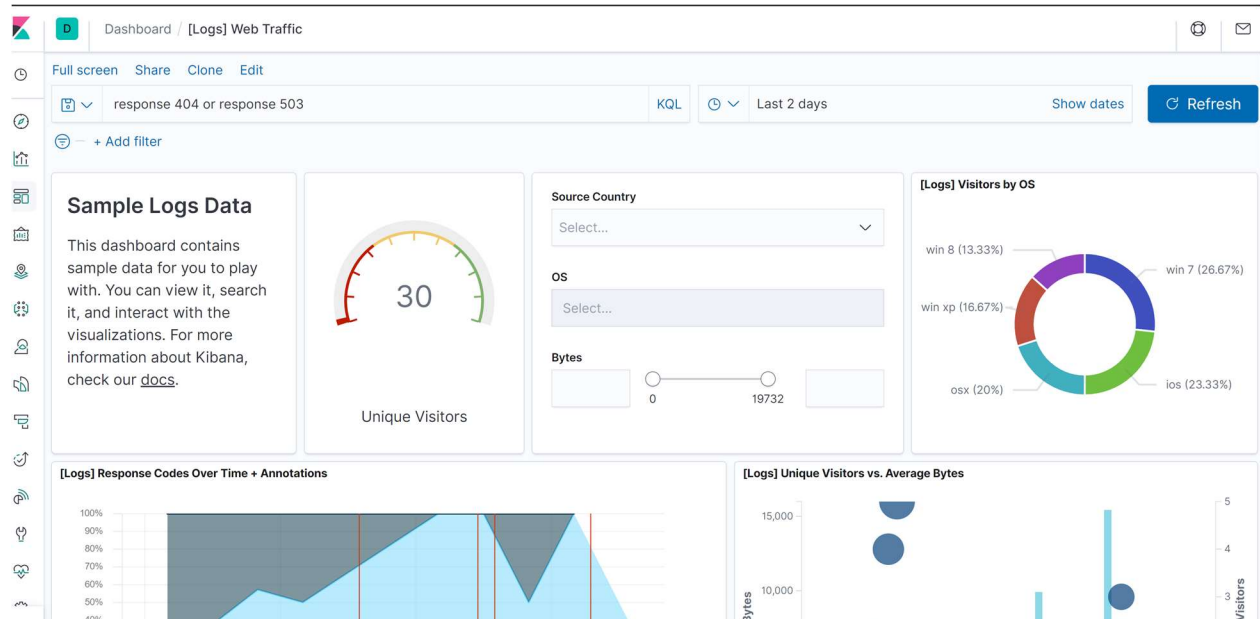 D Dashboard / [Logs] Web Traffic
Full screen Share Clone Edit
response 404 or response 503 KQL Last 2 days Show dates Refresh
+ Add filter
Sample Logs Data
This dashboard contains
sample data for you to play
with. You can view it, search
it, and interact with the
visualizations. For more
information about Kibana,
check our docs.
30
Unique Visitors
Source Country
Select...
OS
Select...
Bytes
0 19732
[Logs] Visitors by OS
win 8 (13.33%)
win 7 (26.67%)
win xp (16.67%)
ios (23.33%)
osx (20%)
[Logs] Response Codes Over Time + Annotations
100%
90%
80%
70%
60%
50%
40%
[Logs] Unique Visitors vs. Average Bytes
15,000
10,000
5
4
3